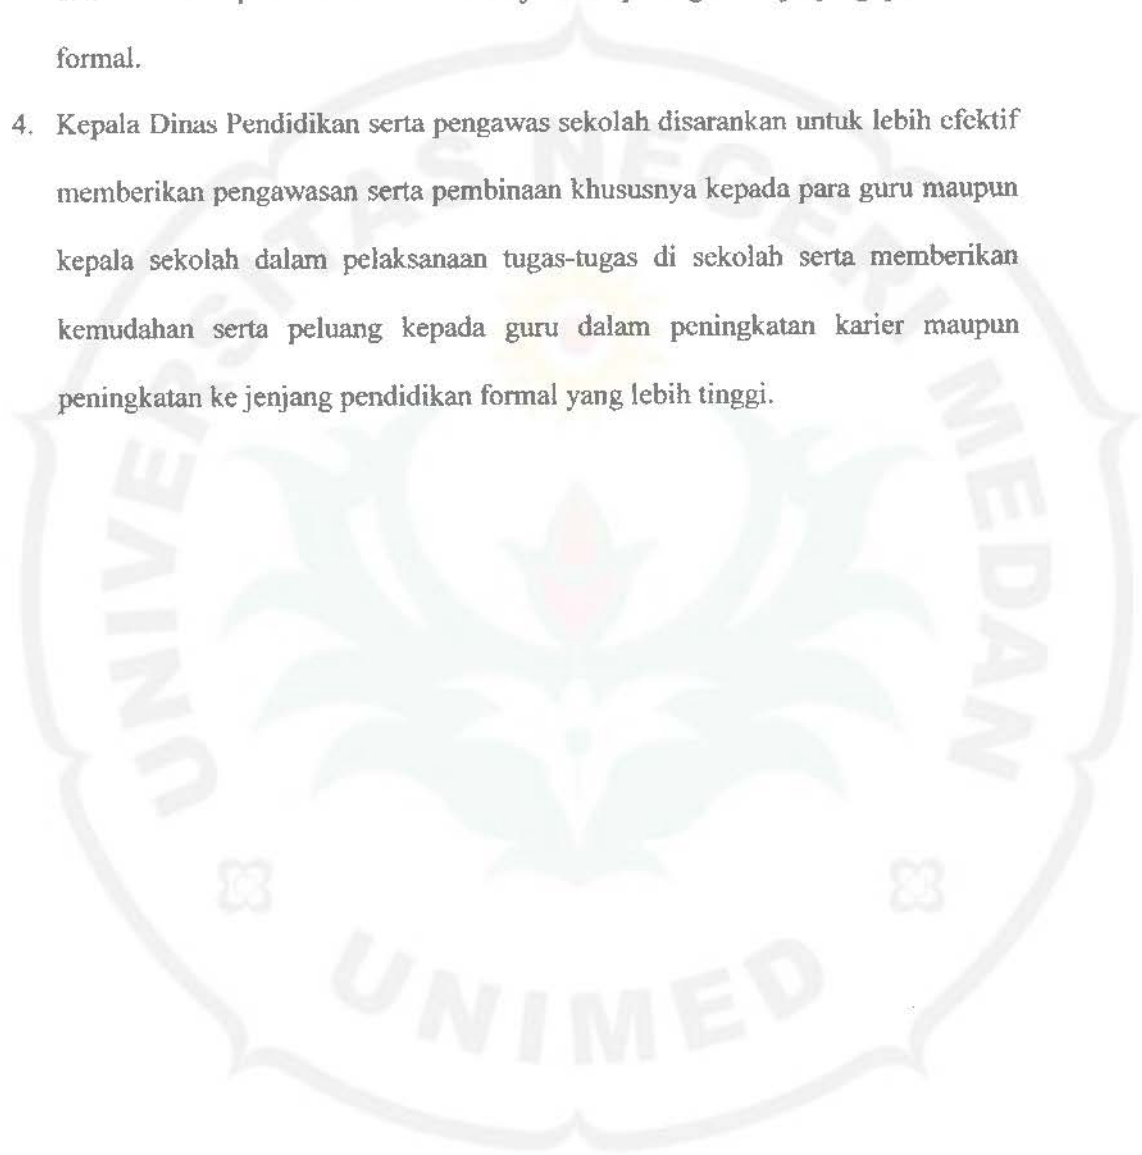 formal.
4. Kepala Dinas Pendidikan serta pengawas sekolah disarankan untuk lebih efektif
memberikan pengawasan serta pembinaan khususnya kepada para guru maupun
kepala sekolah dalam pelaksanaan tugas-tugas di sekolah serta memberikan
kemudahan serta peluang kepada guru dalam peningkatan karier maupun
peningkatan ke jenjang pendidikan formal yang lebih tinggi.
UNIVERSITAS NEGERI MEDAN
UNIMED